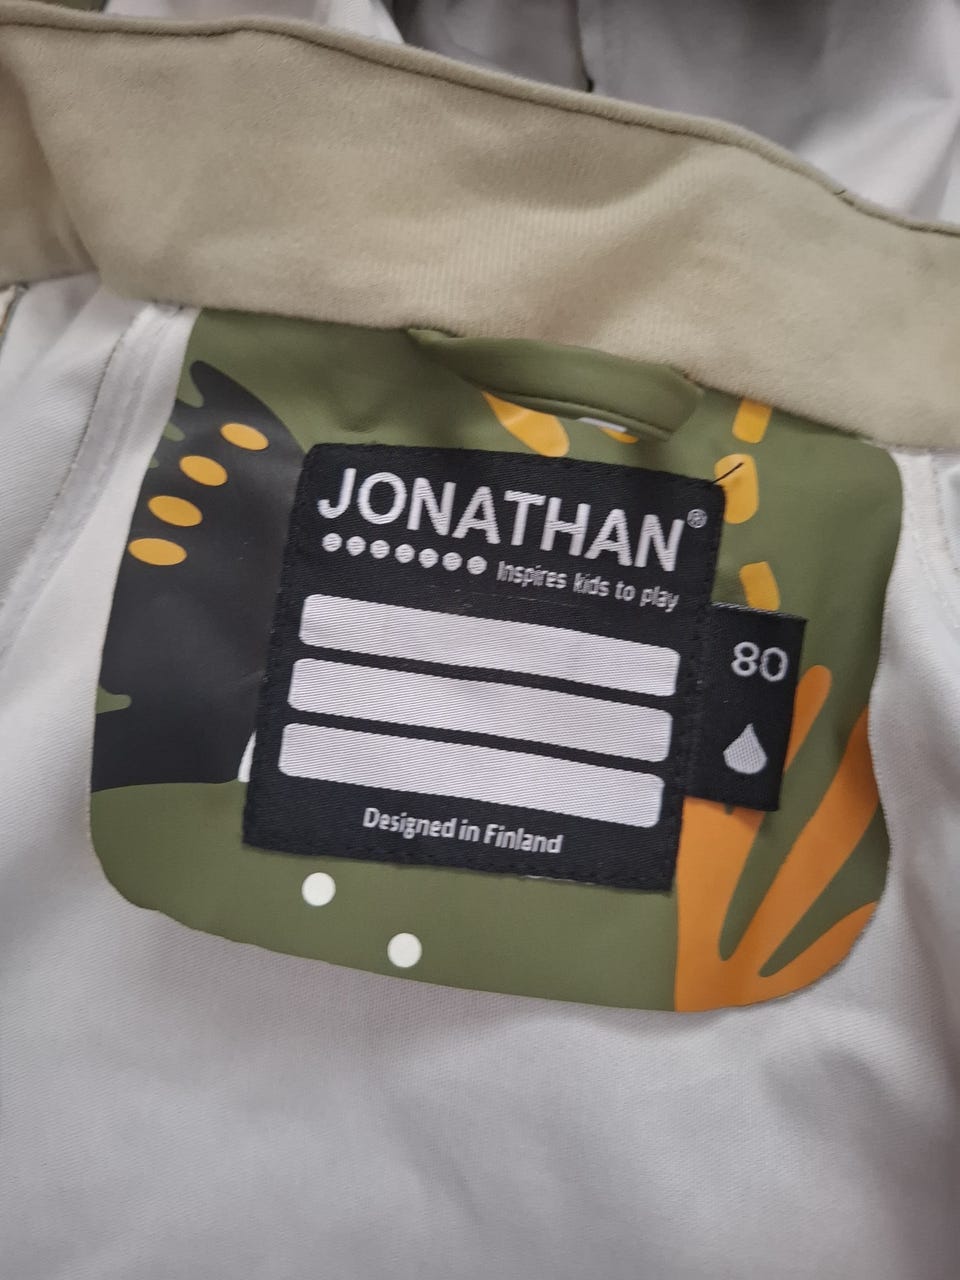 JONATHAN®
Inspires kids to play
80
Designed in Finland